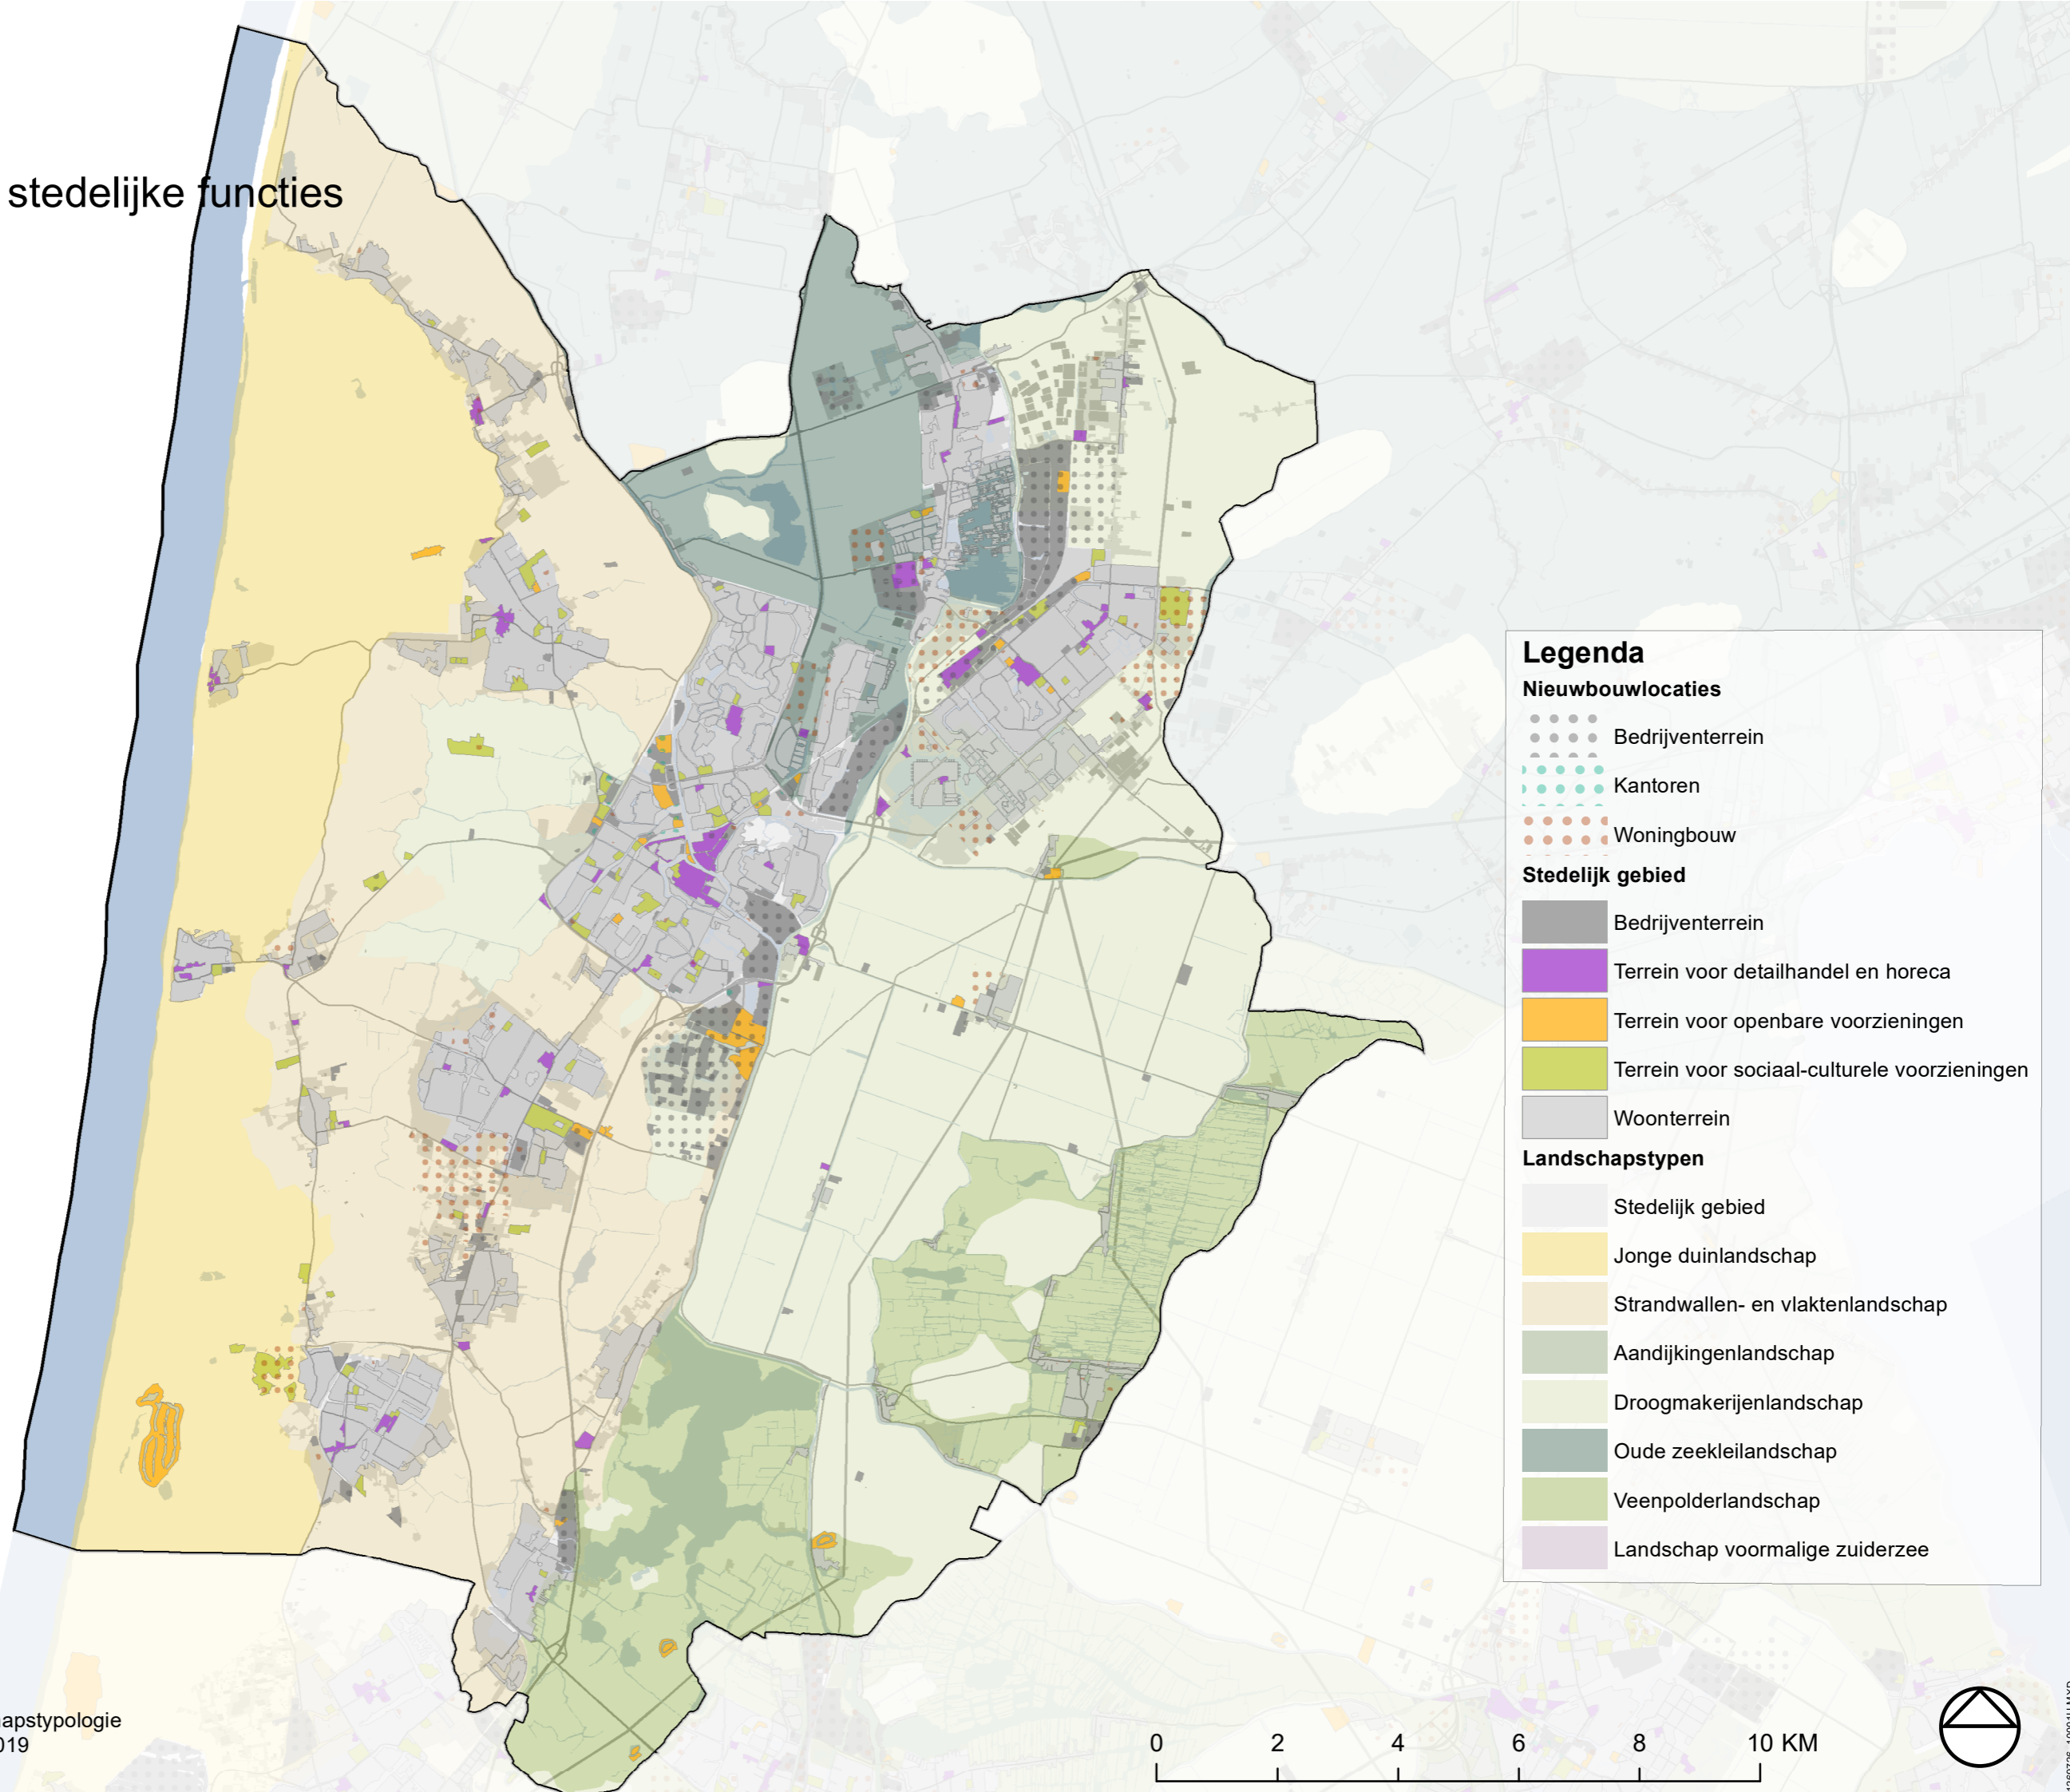 stedelijke functies
Legenda
Nieuwbouwlocaties
Bedrijventerrein
Kantoren
Woningbouw
Stedelijk gebied
Bedrijventerrein
Terrein voor detailhandel en horeca
Terrein voor openbare voorzieningen
Terrein voor sociaal-culturele voorzieningen
Woonterrein
Landschapstypen
Stedelijk gebied
Jonge duinlandschap
Strandwallen- en vlaktenlandschap
Aandijkingenlandschap
Droogmakerijenlandschap
Oude zeekleilandschap
Veenpolderlandschap
Landschap voormalige zuiderzee
apstypologie
019
0 2 4 6 8 10 KM